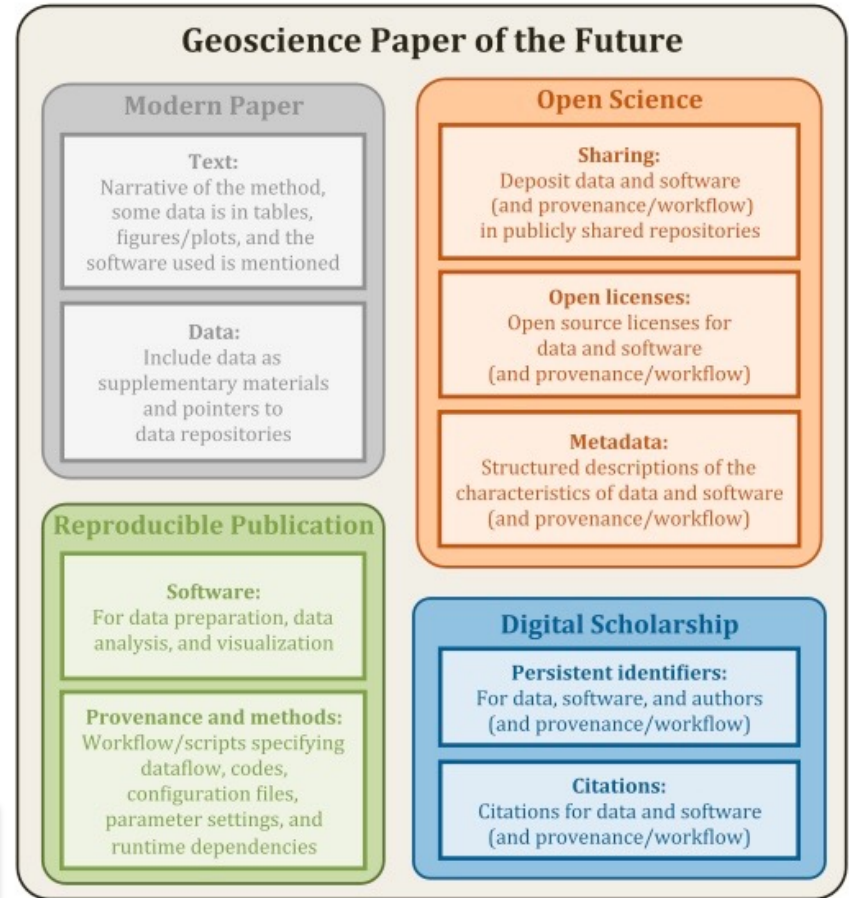 Geoscience Paper of the Future
Modern Paper
Text:
Narrative of the method,
some data is in tables,
figures/plots, and the
software used is mentioned
Data:
Include data as
supplementary materials
and pointers to
data repositories
Reproducible Publication
Software:
For data preparation, data
analysis, and visualization
Provenance and methods:
Workflow/scripts specifying
dataflow, codes,
configuration files,
parameter settings, and
runtime dependencies
Open Science
Sharing:
Deposit data and software
(and provenance/workflow)
in publicly shared repositories
Open licenses:
Open source licenses for
data and software
(and provenance/workflow)
Metadata:
Structured descriptions of the
characteristics of data and software
(and provenance/workflow)
Digital Scholarship
Persistent identifiers:
For data, software, and authors
(and provenance/workflow)
Citations:
Citations for data and software
(and provenance/workflow)